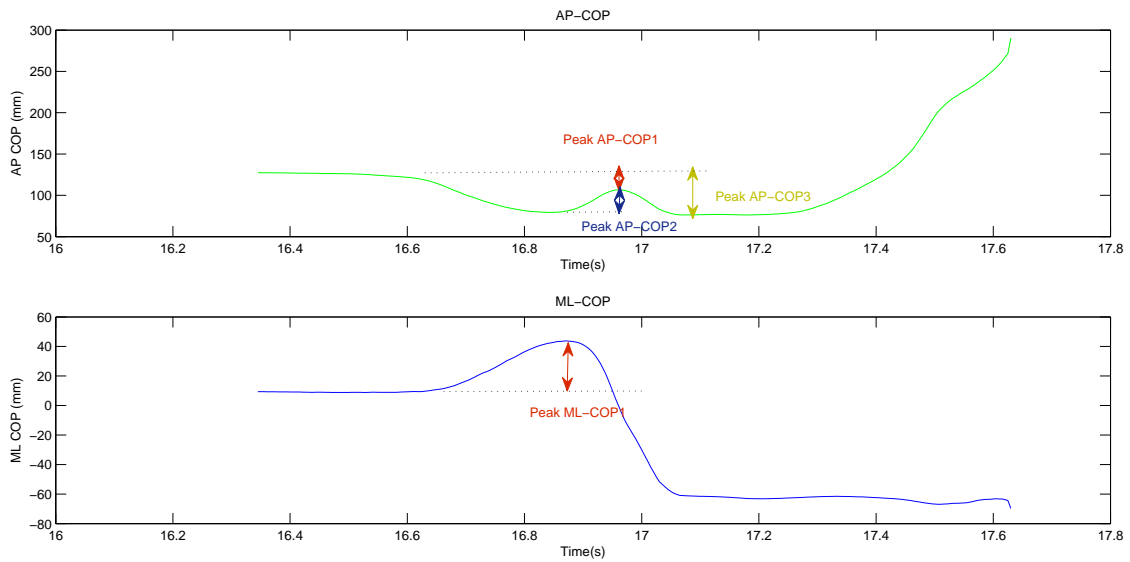 AP−COP
300
250
200
150
100
50
AP COP (mm)
Peak AP−COP1
Peak AP−COP3
Peak AP−COP2
16 16.2 16.4 16.6 16.8 17 17.2 17.4 17.6 17.8
Time(s)
ML−COP
60
40
20
0
−20
−40
−60
−80
ML COP (mm)
Peak ML−COP1
16 16.2 16.4 16.6 16.8 17 17.2 17.4 17.6 17.8
Time(s)